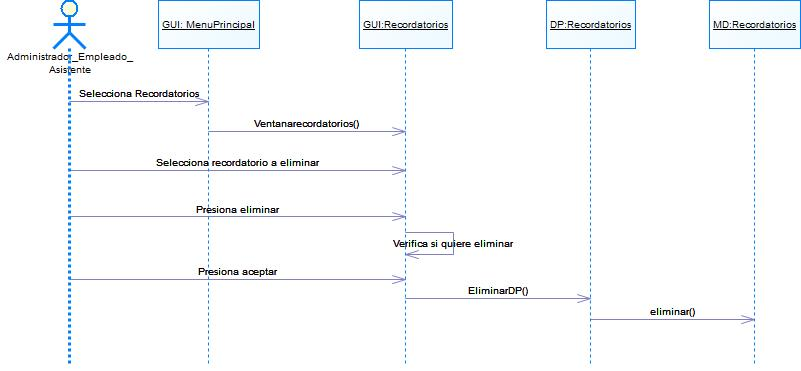 GUI: MenuPrincipal
GUI:Recordatorios
DP:Recordatorios
MD:Recordatorios
Administrador_Empleado_
Asistente
Selecciona Recordatorios
Ventanarecordatorios()
Selecciona recordatorio a eliminar
Presiona eliminar
Verifica si quiere eliminar
Presiona aceptar
EliminarDP()
eliminar()